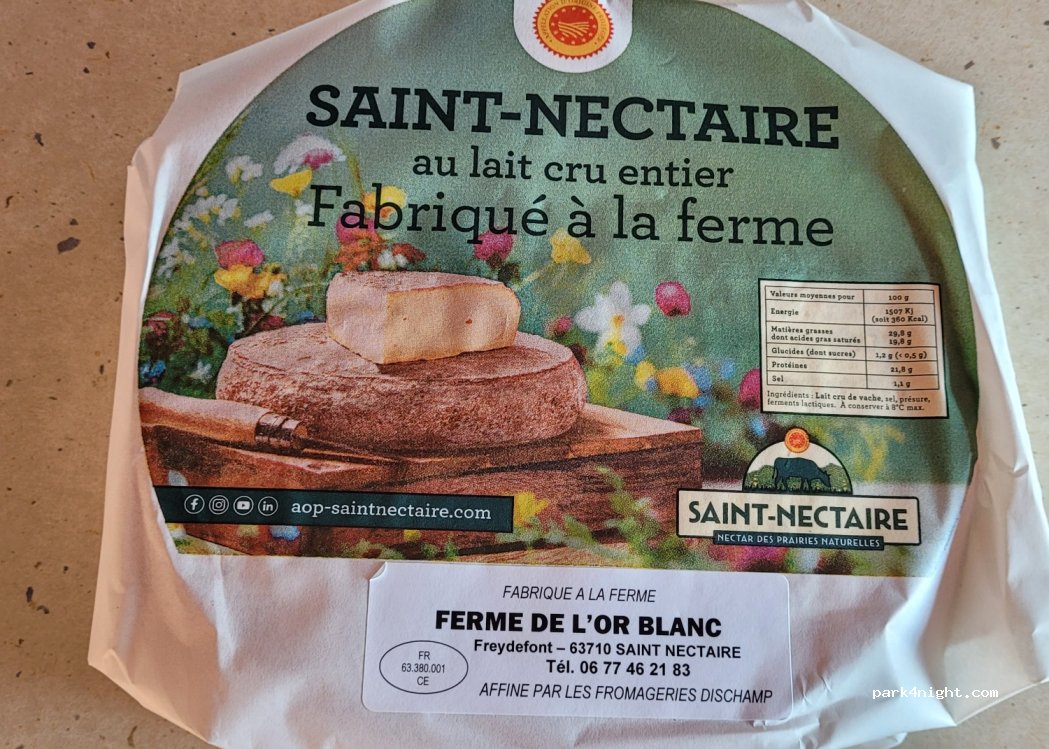 APPELLATION D'ORIGINE
SAINT-NECTAIRE
au lait cru entier
Fabriqué à la ferme
Valeurs moyennes pour 100 g
Energie 1507 Kj
(soit 360 Kcal)
Matières grasses 29,8 g
dont acides gras saturés 19,8 g
Glucides (dont sucres) 1,2 g (< 0,5 g)
Protéines 21,8 g
Sel 1,1 g
Ingrédients : Lait cru de vache, sel, présure,
ferments lactiques. A conserver à 8°C max.
aop-saintnectaire.com
SAINT-NECTAIRE
NECTAR DES PRAIRIES NATURELLES
FABRIQUE A LA FERME
FERME DE L'OR BLANC
Freydefont – 63710 SAINT NECTAIRE
Tél. 06 77 46 21 83
FR
63.380.001
CE
AFFINE PAR LES FROMAGERIES DISCHAMP
park4night.com